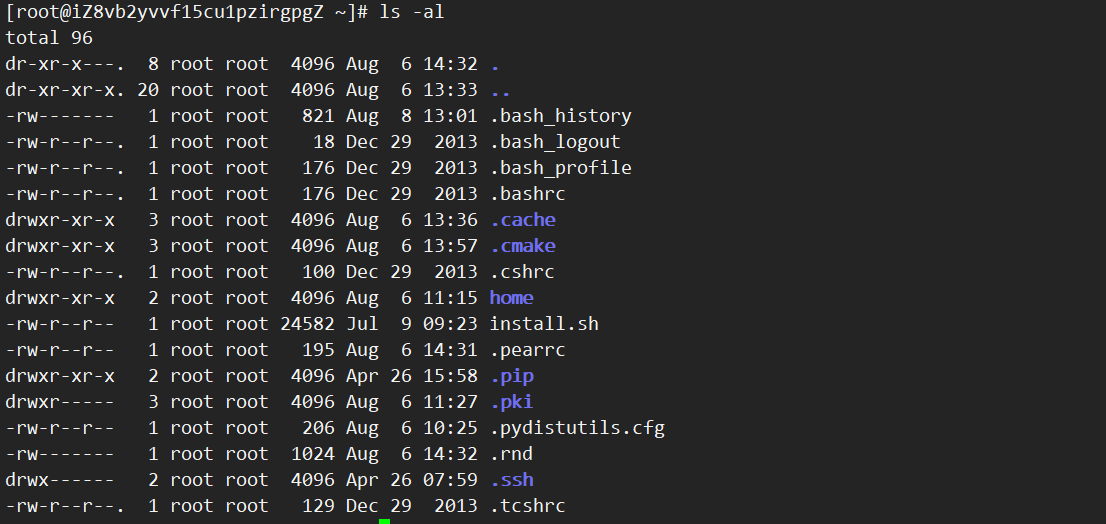 [root@iZ8vb2yvvf15cu1pzirgpgZ ~]# ls -al
total 96
dr-xr-x---.  8 root root  4096 Aug  6 14:32 .
dr-xr-xr-x. 20 root root  4096 Aug  6 13:33 ..
-rw-------   1 root root   821 Aug  8 13:01 .bash_history
-rw-r--r--.  1 root root    18 Dec 29  2013 .bash_logout
-rw-r--r--.  1 root root   176 Dec 29  2013 .bash_profile
-rw-r--r--.  1 root root   176 Dec 29  2013 .bashrc
drwxr-xr-x   3 root root  4096 Aug  6 13:36 .cache
drwxr-xr-x   3 root root  4096 Aug  6 13:57 .cmake
-rw-r--r--.  1 root root   100 Dec 29  2013 .cshrc
drwxr-xr-x   2 root root  4096 Aug  6 11:15 home
-rw-r--r--   1 root root 24582 Jul  9 09:23 install.sh
-rw-r--r--   1 root root   195 Aug  6 14:31 .pearrc
drwxr-xr-x   2 root root  4096 Apr 26 15:58 .pip
drwxr-----   3 root root  4096 Aug  6 11:27 .pki
-rw-r--r--   1 root root   206 Aug  6 10:25 .pydistutils.cfg
-rw-------   1 root root  1024 Aug  6 14:32 .rnd
drwx------   2 root root  4096 Apr 26 07:59 .ssh
-rw-r--r--.  1 root root   129 Dec 29  2013 .tcshrc